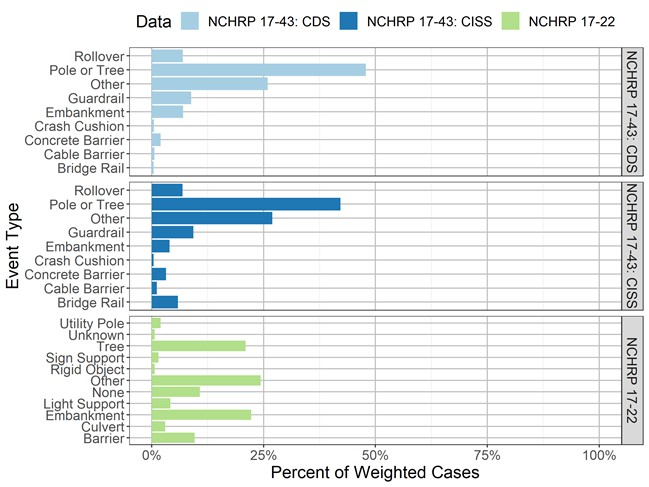 Data NCHRP 17-43: CDS NCHRP 17-43: CISS NCHRP 17-22
Event Type
Rollover
Pole or Tree
Other
Guardrail
Embankment
Crash Cushion
Concrete Barrier
Cable Barrier
Bridge Rail
NCHRP 17-43: CDS
Rollover
Pole or Tree
Other
Guardrail
Embankment
Crash Cushion
Concrete Barrier
Cable Barrier
Bridge Rail
NCHRP 17-43: CISS
Utility Pole
Unknown
Tree
Sign Support
Rigid Object
Other
None
Light Support
Embankment
Culvert
Barrier
NCHRP 17-22
0% 25% 50% 75% 100%
Percent of Weighted Cases